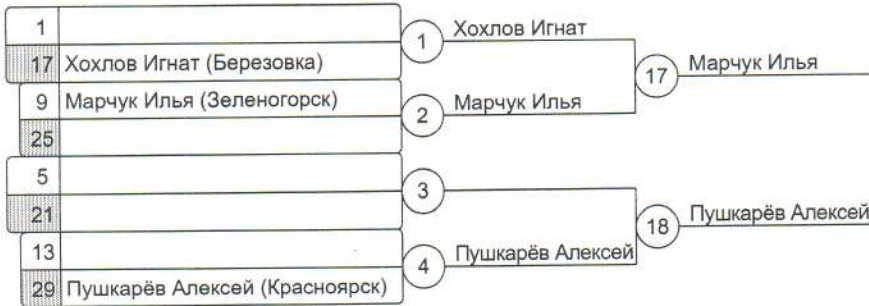 1
17 Хохлов Игнат (Березовка)
1 Хохлов Игнат
9 Марчук Илья (Зеленогорск)
25
2 Марчук Илья
17 Марчук Илья
5
21
3
13
29 Пушкарёв Алексей (Красноярск)
4 Пушкарёв Алексей
18 Пушкарёв Алексей